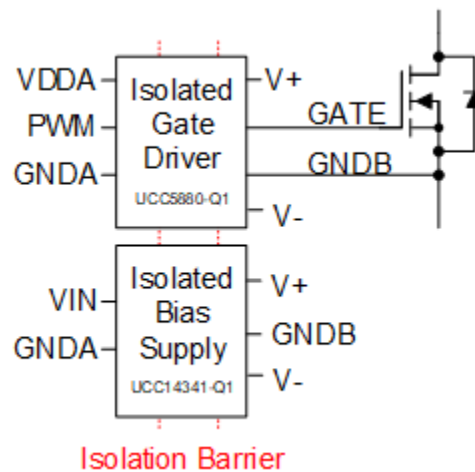 VDDA
PWM
GNDA
Isolated
Gate
Driver
UCC5880-Q1
V+
GATE
GNDB
V-
VIN
GNDA
Isolated
Bias
Supply
UCC14341-Q1
V+
GNDB
V-
Isolation Barrier